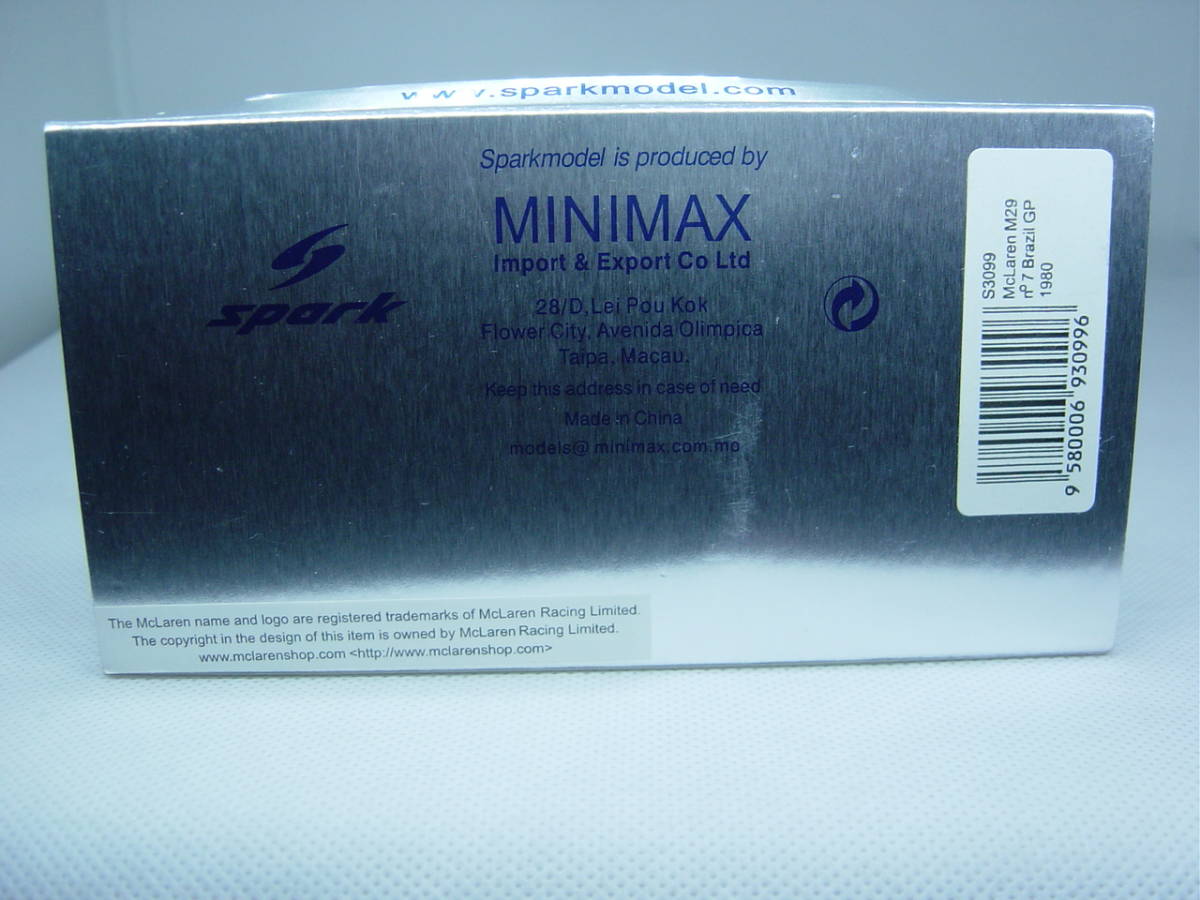 www.sparkmodel.com
Sparkmodel is produced by
MINIMAX
Import & Export Co Ltd
28/D, Lei Pou Kok
Flower City, Avenida Olimpica
Taipa, Macau.
Keep this address in case of need
Made in China
models@minimax.com.mo
spark
S3099
McLaren M29
nº 7 Brazil GP
1980
9 580006 930996
The McLaren name and logo are registered trademarks of McLaren Racing Limited.
The copyright in the design of this item is owned by McLaren Racing Limited.
www.mclarenshop.com <http://www.mclarenshop.com>